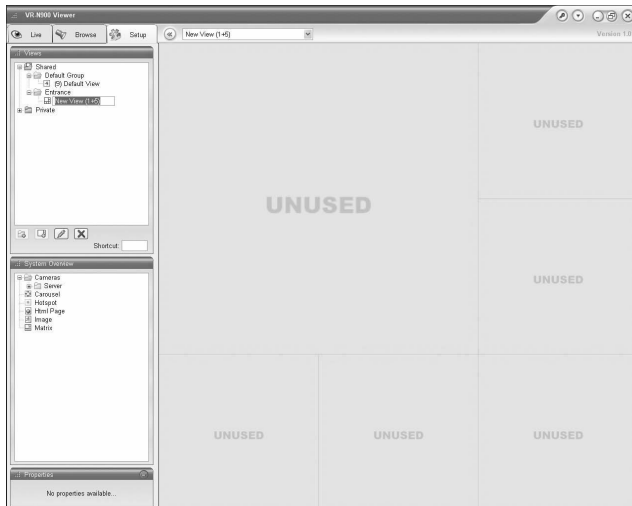 VR-N900 Viewer
Live Browse Setup New View (1+5) Version 1.0
Views
Shared
Default Group
(9) Default View
Entrance
New View (1+5)
Private
Shortcut:
System Overview
Cameras
Server
Carousel
Hotspot
Html Page
Image
Matrix
Properties
No properties available...
UNUSED
UNUSED
UNUSED
UNUSED
UNUSED
UNUSED